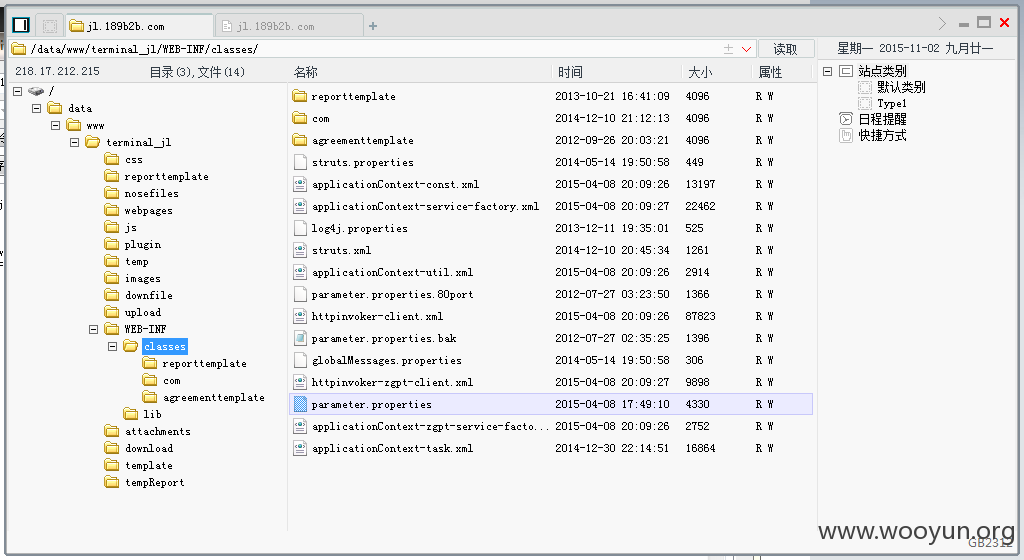 jl.189b2b.com jl.189b2b.com +
/data/www/terminal_jl/WEB-INF/classes/ 读取 星期一 2015-11-02 九月廿一
218.17.212.215 目录(3),文件(14) 名称 时间 大小 属性
/
data
www
terminal_jl
css
reporttemplate
nosefiles
webpages
js
plugin
temp
images
downfile
upload
WEB-INF
classes
reporttemplate
com
agreementtemplate
lib
attachments
download
template
tempReport
reporttemplate 2013-10-21 16:41:09 4096 R W
com 2014-12-10 21:12:13 4096 R W
agreementtemplate 2012-09-26 20:03:21 4096 R W
struts.properties 2014-05-14 19:50:58 449 R W
applicationContext-const.xml 2015-04-08 20:09:26 13197 R W
applicationContext-service-factory.xml 2015-04-08 20:09:27 22462 R W
log4j.properties 2013-12-11 19:35:01 525 R W
struts.xml 2014-12-10 20:45:34 1261 R W
applicationContext-util.xml 2015-04-08 20:09:26 2914 R W
parameter.properties.80port 2012-07-27 03:23:50 1366 R W
httpinvoker-client.xml 2015-04-08 20:09:26 87823 R W
parameter.properties.bak 2012-07-27 02:35:25 1396 R W
globalMessages.properties 2014-05-14 19:50:58 306 R W
httpinvoker-zgpt-client.xml 2015-04-08 20:09:27 9898 R W
parameter.properties 2015-04-08 17:49:10 4330 R W
applicationContext-zgpt-service-facto... 2015-04-08 20:09:26 2752 R W
applicationContext-task.xml 2014-12-30 22:14:51 16864 R W
站点类别
默认类别
Type1
日程提醒
快捷方式
www.wooyun.org
GB2312